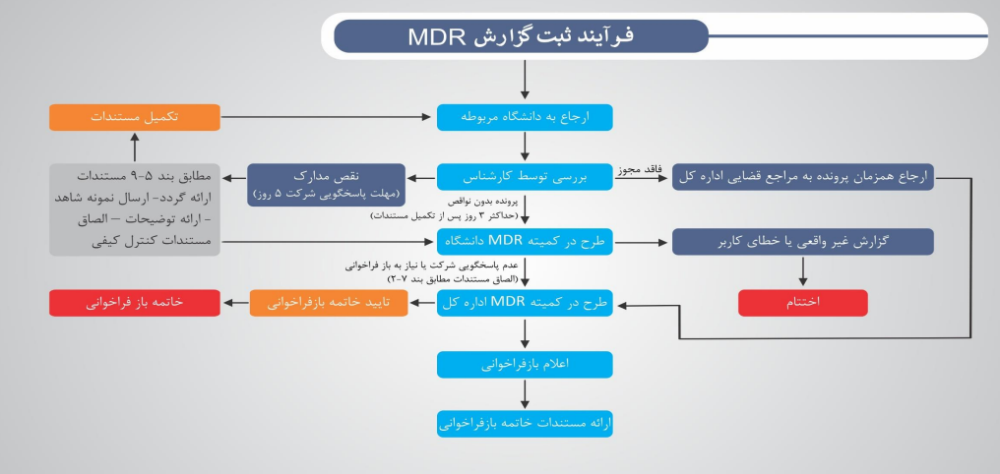 فرآیند ثبت گزارش MDR
ارجاع به دانشگاه مربوطه
تکمیل مستندات
بررسی توسط کارشناس
فاقد مجوز
ارجاع همزمان پرونده به مراجع قضایی اداره کل
نقص مدارک
(مهلت پاسخگویی شرکت ۵ روز)
مطابق بند ۵-۹ مستندات
ارائه گردد- ارسال نمونه شاهد
- ارائه توضیحات – الصاق
مستندات کنترل کیفی
پرونده بدون نواقص
(حداکثر ۳ روز پس از تکمیل مستندات)
طرح در کمیته MDR دانشگاه
گزارش غیر واقعی یا خطای کاربر
اختتام
عدم پاسخگویی شرکت یا نیاز به باز فراخوانی
(الصاق مستندات مطابق بند ۷-۲)
طرح در کمیته MDR اداره کل
تایید خاتمه بازفراخوانی
خاتمه باز فراخوانی
اعلام بازفراخوانی
ارائه مستندات خاتمه بازفراخوانی